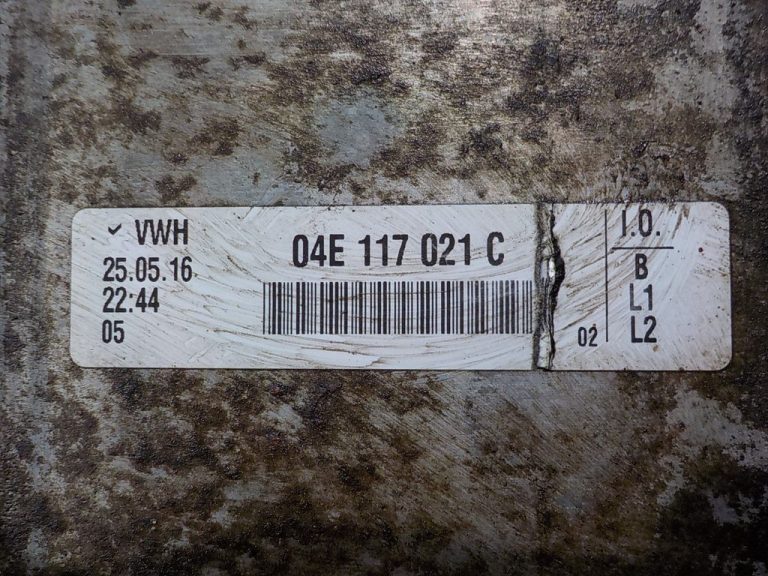 ✓ VWH
25.05.16
22:44
05
04E 117 021 C
02
I.O.
B
L1
L2